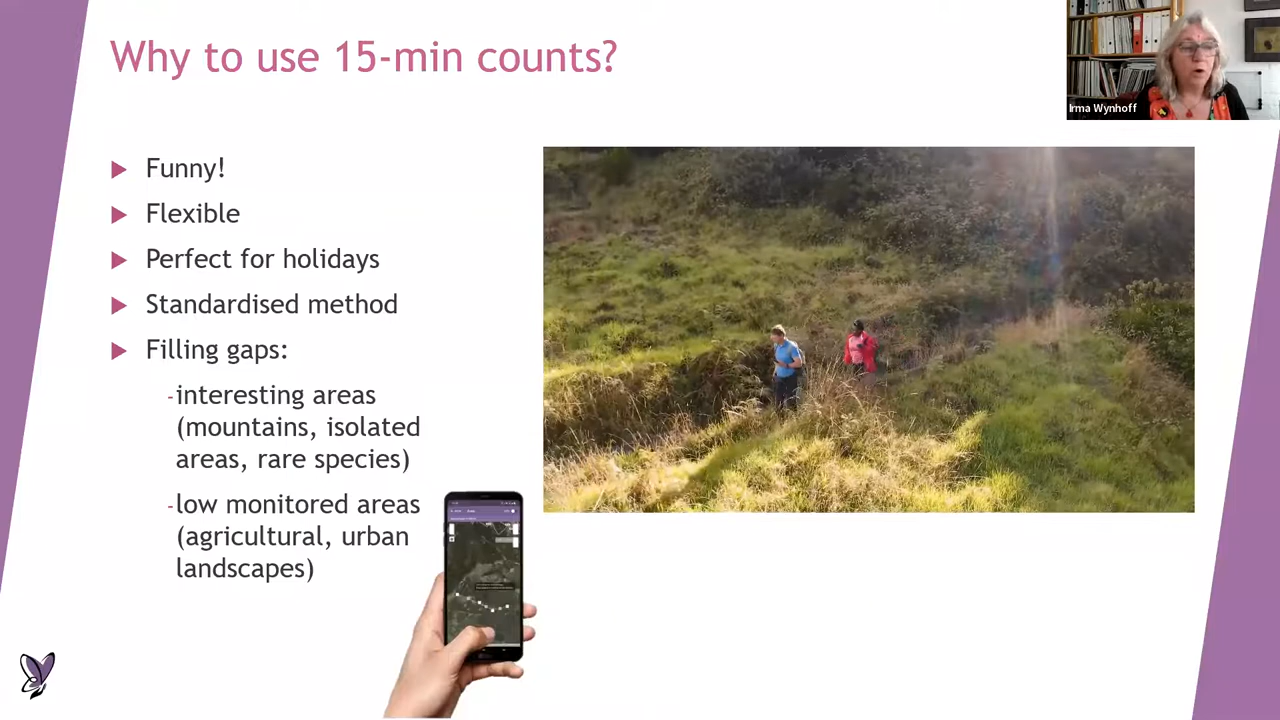 Why to use 15-min counts?
Irma Wynhoff
Funny!
Flexible
Perfect for holidays
Standardised method
Filling gaps:
-interesting areas
(mountains, isolated
areas, rare species)
-low monitored areas
(agricultural, urban
landscapes)